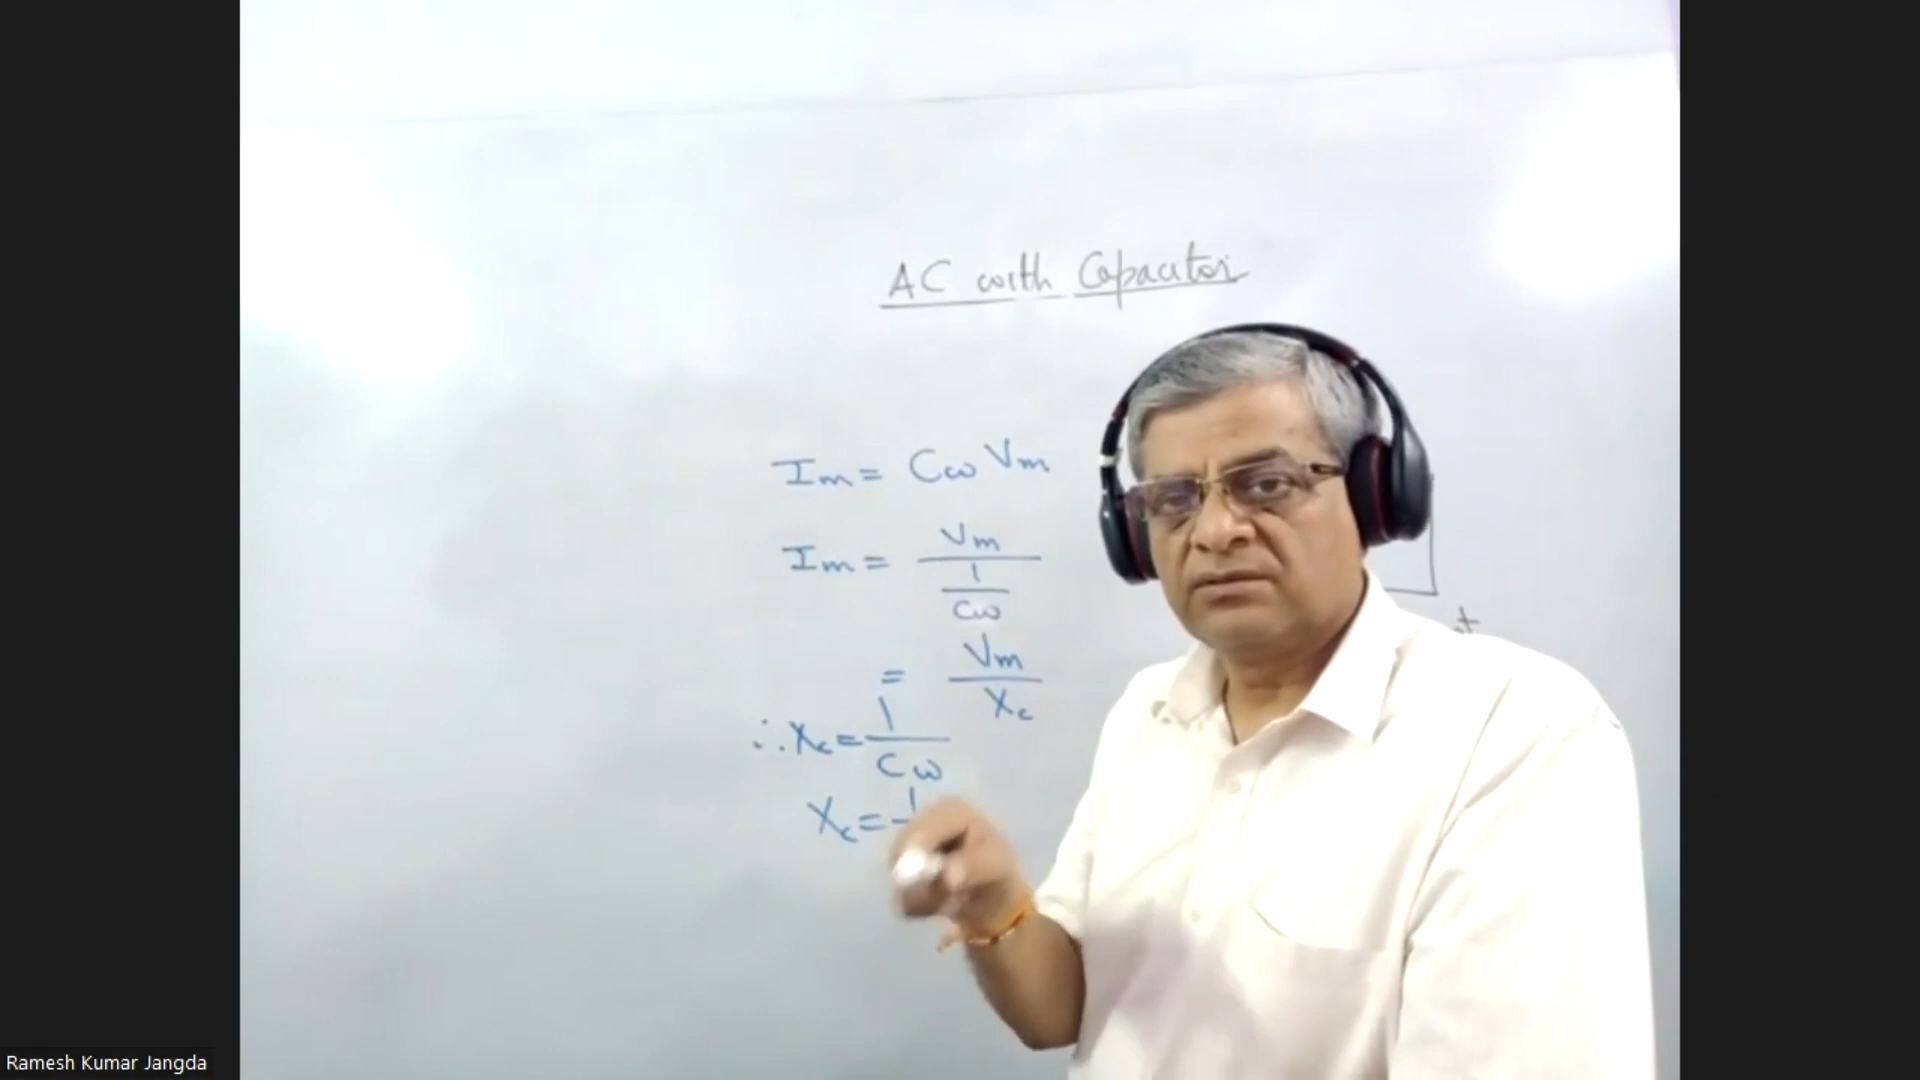 AC with Capacitor
Im = Cω Vm
Im = Vm / (1 / Cω)
= Vm / Xc
∴ Xc = 1 / Cω
Xc = 1
Ramesh Kumar Jangda